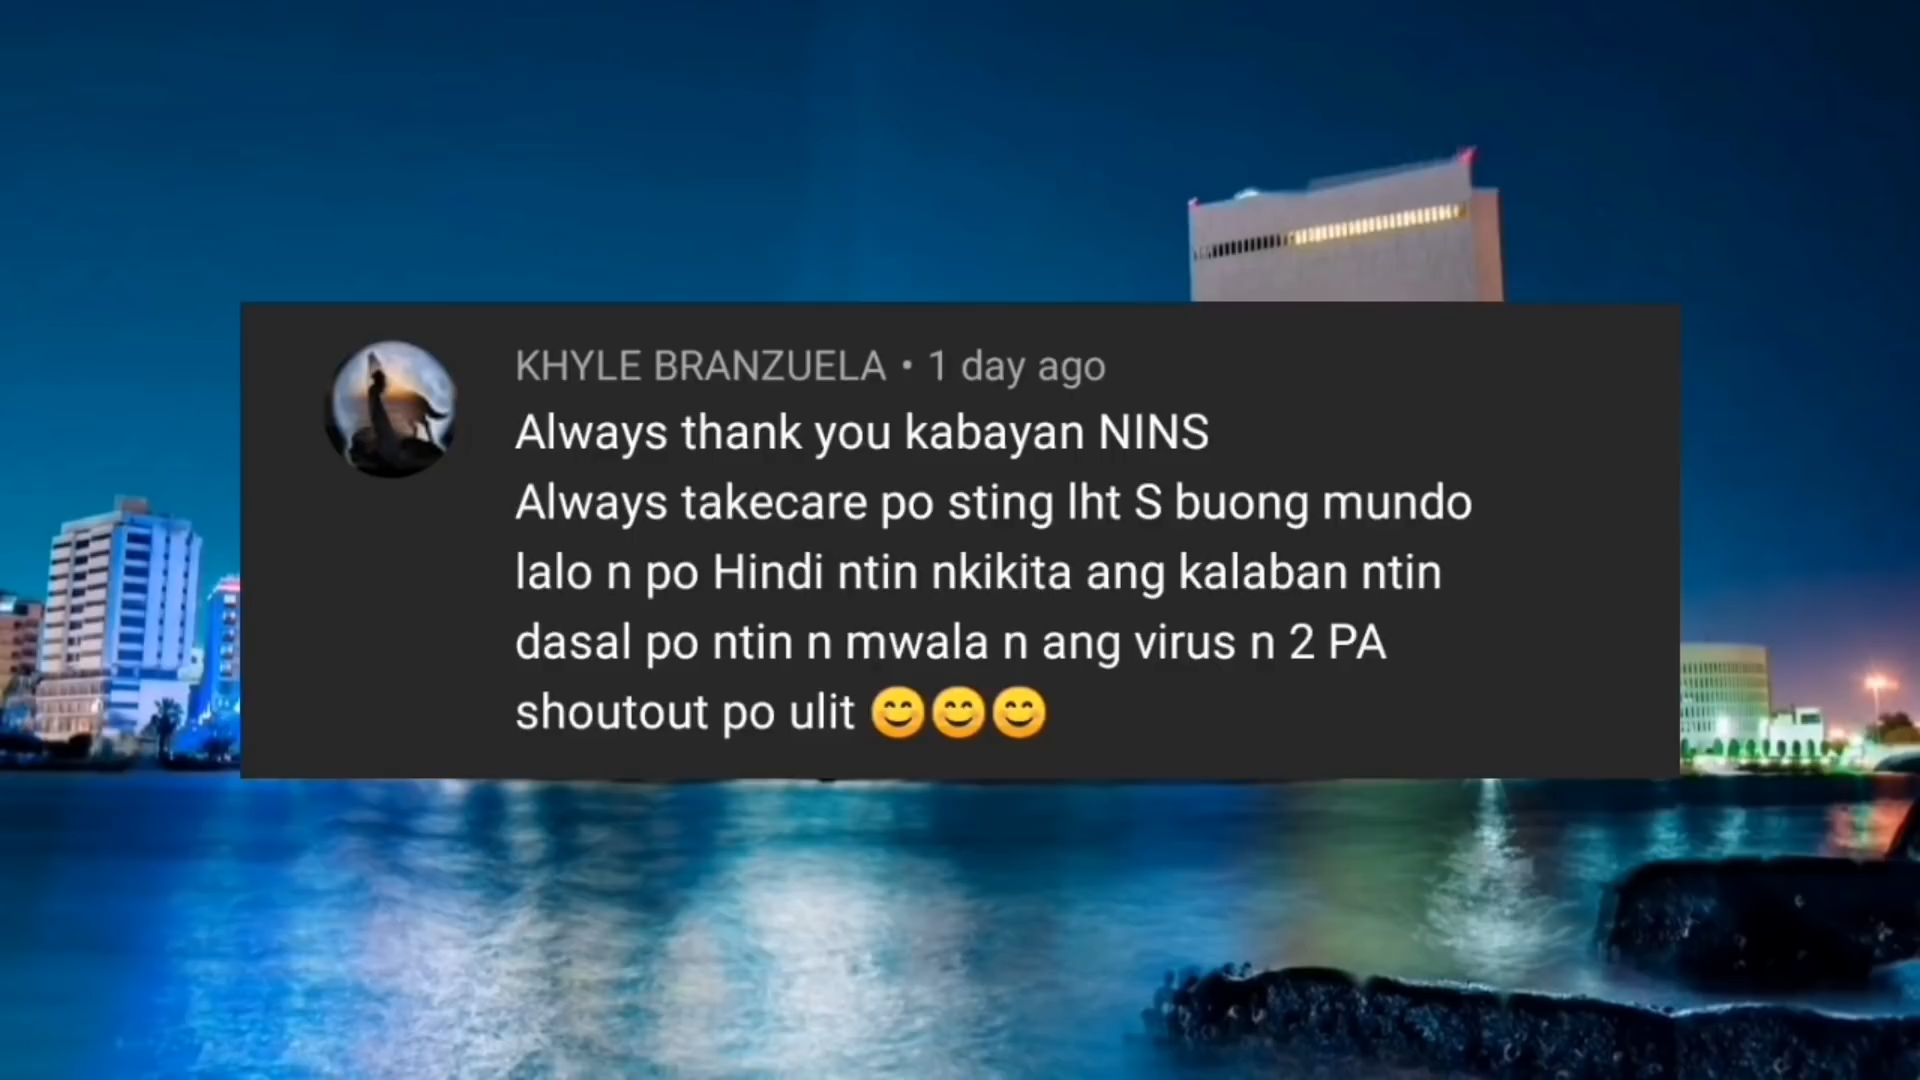 KHYLE BRANZUELA • 1 day ago
Always thank you kabayan NINS
Always takecare po sting lht S buong mundo
lalo n po Hindi ntin nkikita ang kalaban ntin
dasal po ntin n mwala n ang virus n 2 PA
shoutout po ulit 😊😊😊